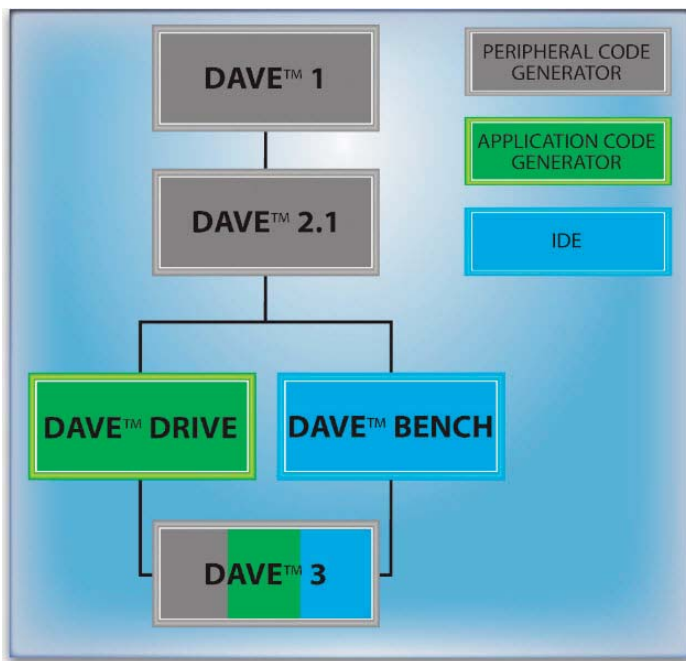 DAVE™ 1
PERIPHERAL CODE
GENERATOR
APPLICATION CODE
GENERATOR
DAVE™ 2.1
IDE
DAVE™ DRIVE
DAVE™ BENCH
DAVE™ 3